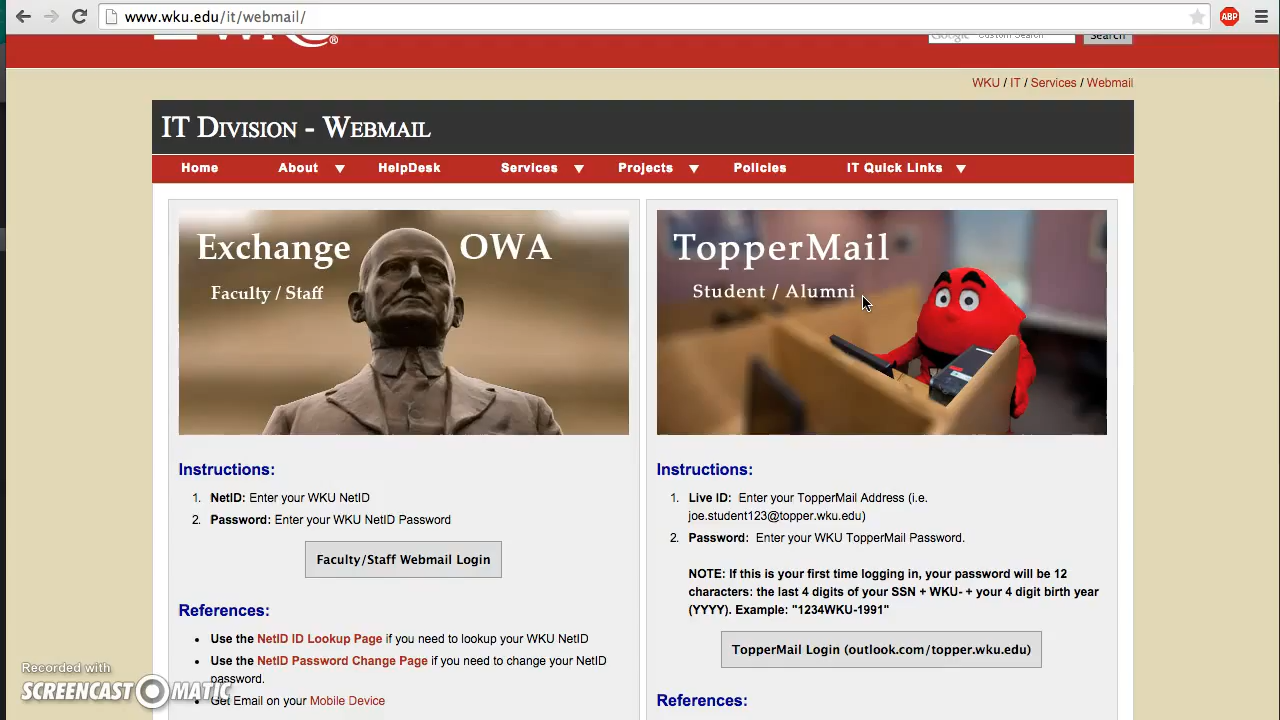 www.wku.edu/it/webmail/
ABP
Google Custom Search
Search
WKU / IT / Services / Webmail
IT Division - Webmail
Home About HelpDesk Services Projects Policies IT Quick Links
Exchange OWA
Faculty / Staff
Instructions:
1. NetID: Enter your WKU NetID
2. Password: Enter your WKU NetID Password
Faculty/Staff Webmail Login
References:
• Use the NetID ID Lookup Page if you need to lookup your WKU NetID
• Use the NetID Password Change Page if you need to change your NetID
password.
• Get Email on your Mobile Device
TopperMail
Student / Alumni
Instructions:
1. Live ID: Enter your TopperMail Address (i.e.
joe.student123@topper.wku.edu)
2. Password: Enter your WKU TopperMail Password.
NOTE: If this is your first time logging in, your password will be 12
characters: the last 4 digits of your SSN + WKU- + your 4 digit birth year
(YYYY). Example: "1234WKU-1991"
TopperMail Login (outlook.com/topper.wku.edu)
References:
Recorded with
SCREENCAST-O-MATIC